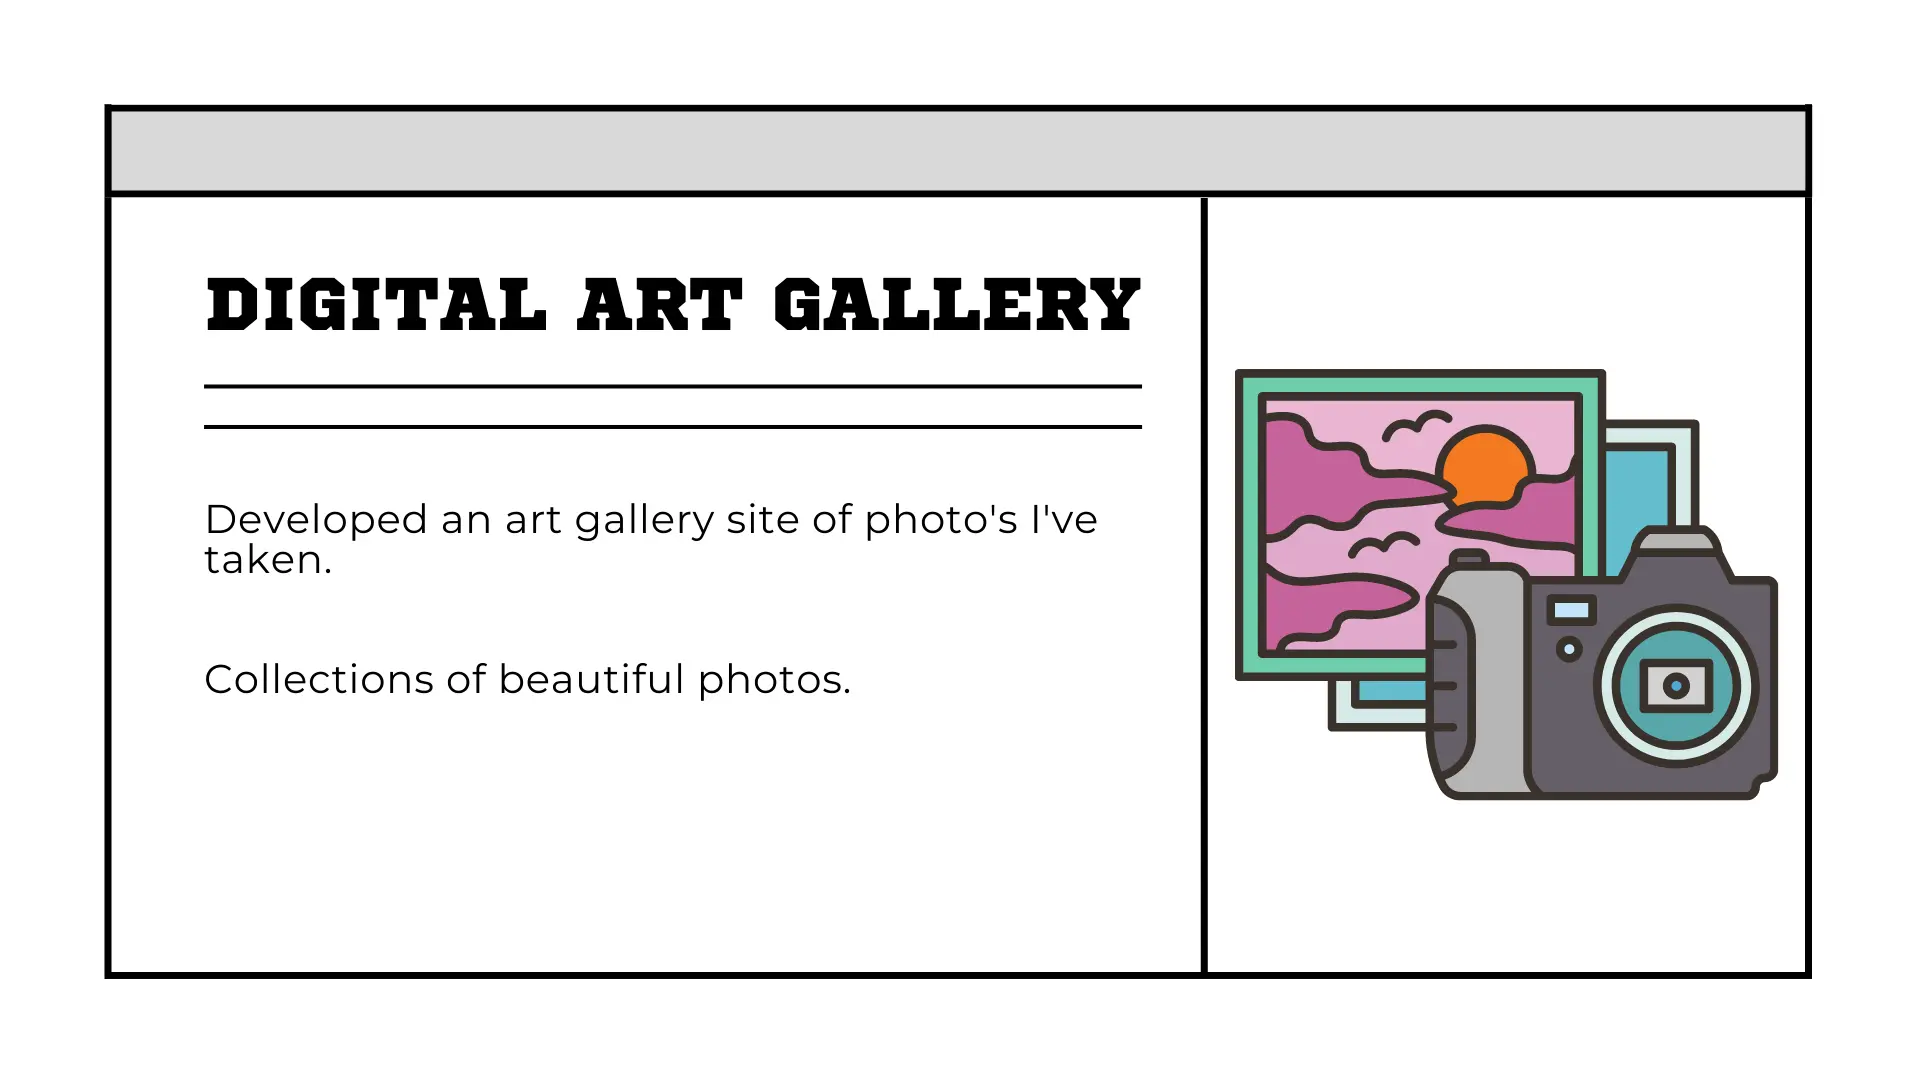 DIGITAL ART GALLERY
Developed an art gallery site of photo's I've
taken.
Collections of beautiful photos.